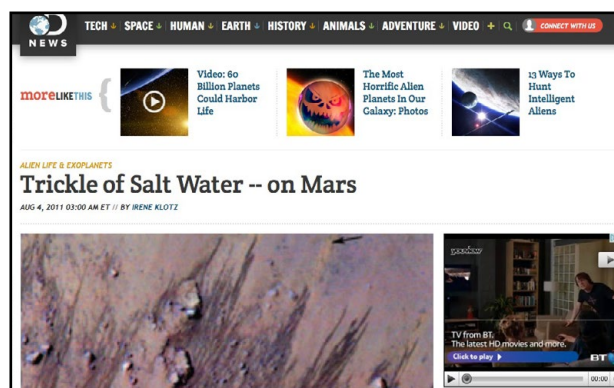 D
NEWS
TECH SPACE HUMAN EARTH HISTORY ANIMALS ADVENTURE VIDEO + CONNECT WITH US
moreLIKETHIS {
Video: 60
Billion Planets
Could Harbor
Life
The Most
Horrific Alien
Planets In Our
Galaxy: Photos
13 Ways To
Hunt
Intelligent
Aliens
ALIEN LIFE & EXOPLANETS
Trickle of Salt Water -- on Mars
AUG 4, 2011 03:00 AM ET // BY IRENE KLOTZ
youview
TV from BT.
The latest HD movies and more.
Click to play
BT
00:00